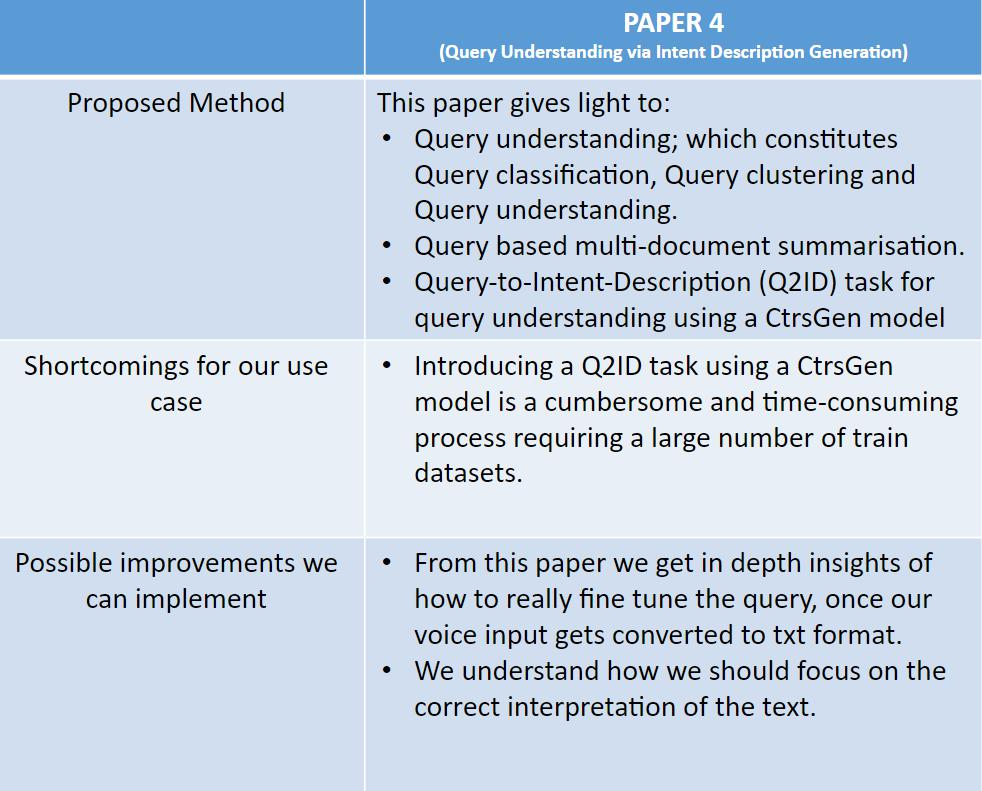 PAPER 4
(Query Understanding via Intent Description Generation)
Proposed Method
This paper gives light to:
• Query understanding; which constitutes
Query classification, Query clustering and
Query understanding.
• Query based multi-document summarisation.
• Query-to-Intent-Description (Q2ID) task for
query understanding using a CtrsGen model
Shortcomings for our use
case
• Introducing a Q2ID task using a CtrsGen
model is a cumbersome and time-consuming
process requiring a large number of train
datasets.
Possible improvements we
can implement
• From this paper we get in depth insights of
how to really fine tune the query, once our
voice input gets converted to txt format.
• We understand how we should focus on the
correct interpretation of the text.